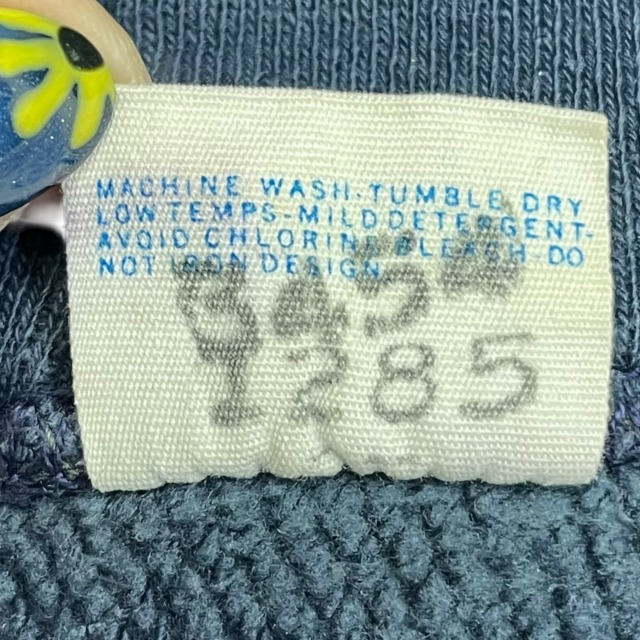 MACHINE WASH-TUMBLE DRY
LOW TEMPS-MILD DETERGENT-
AVOID CHLORINE BLEACH-DO
NOT IRON DESIGN
1285